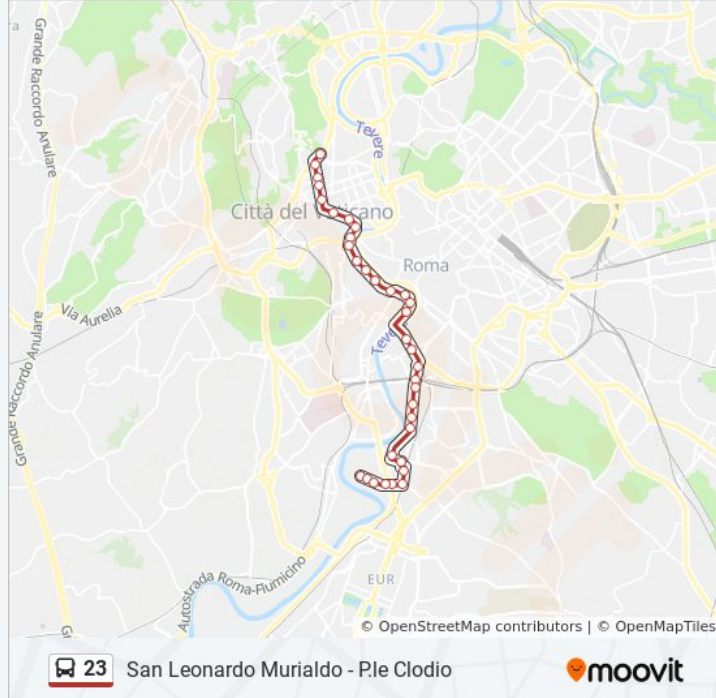 Grande Raccordo Anulare
Tevere
Città del Vaticano
Roma
Via Aurelia
Grande Raccordo Anulare
Autostrada Roma-Fiumicino
EUR
© OpenStreetMap contributors | © OpenMapTiles
23 San Leonardo Murialdo - P.le Clodio
moovit